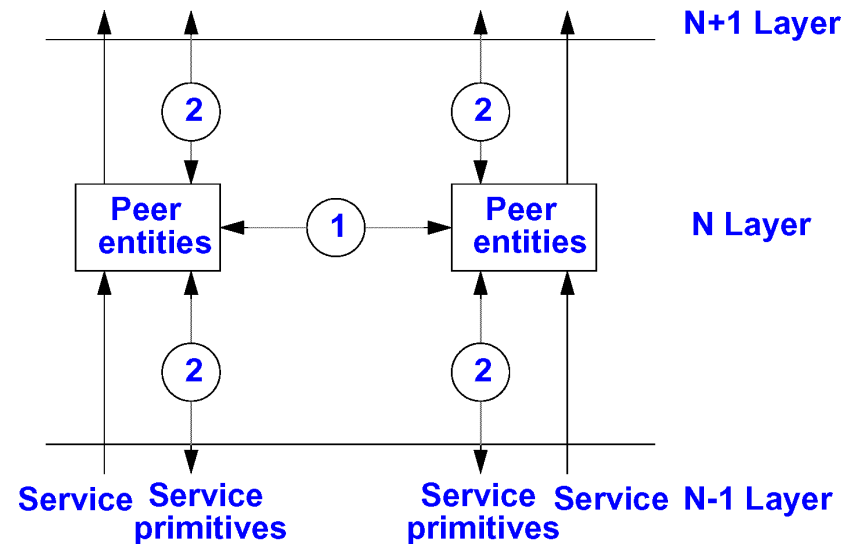 N+1 Layer
2
2
Peer
entities
1
Peer
entities
N Layer
2
2
Service
Service
primitives
Service
primitives
Service
N-1 Layer